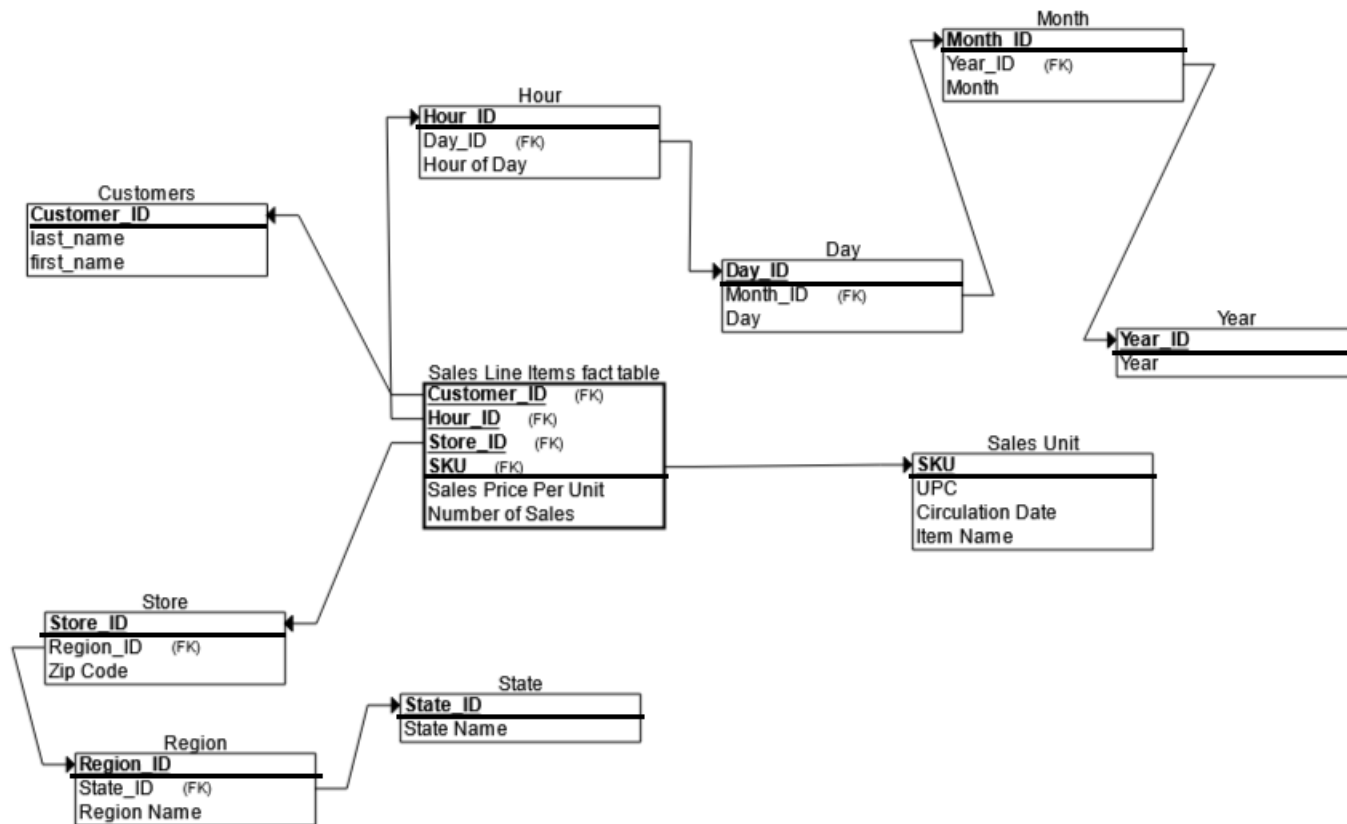 Month
Month_ID
Year_ID (FK)
Month
Hour
Hour_ID
Day_ID (FK)
Hour of Day
Customers
Customer_ID
last_name
first_name
Day
Day_ID
Month_ID (FK)
Day
Year
Year_ID
Year
Sales Line Items fact table
Customer_ID (FK)
Hour_ID (FK)
Store_ID (FK)
SKU (FK)
Sales Price Per Unit
Number of Sales
Sales Unit
SKU
UPC
Circulation Date
Item Name
Store
Store_ID
Region_ID (FK)
Zip Code
State
State_ID
State Name
Region
Region_ID
State_ID (FK)
Region Name